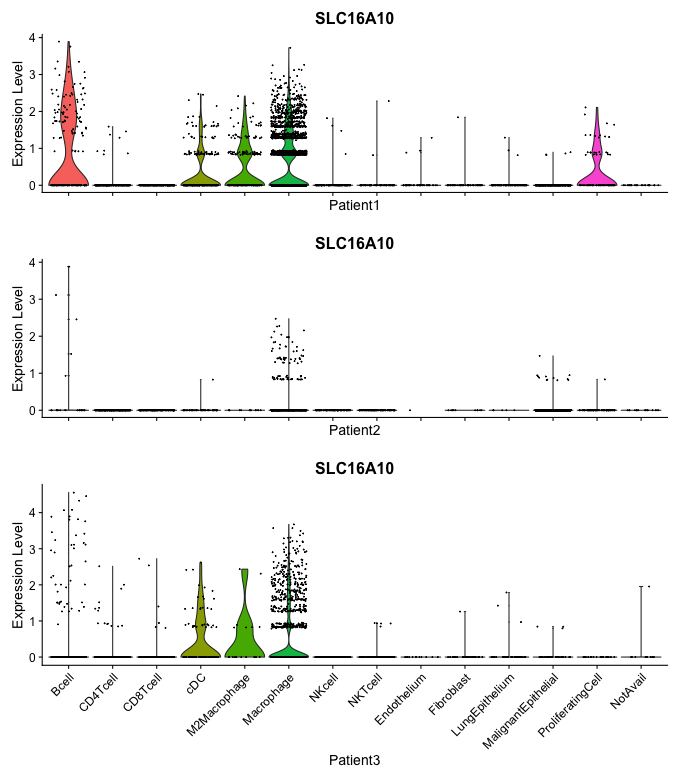 SLC16A10
Expression Level
4
3
2
1
0
Patient1
SLC16A10
Expression Level
4
3
2
1
0
Patient2
SLC16A10
Expression Level
4
3
2
1
0
Bcell
CD4Tcell
CD8Tcell
cDC
M2Macrophage
Macrophage
NKcell
NKTcell
Endothelium
Fibroblast
LungEpithelium
MalignantEpithelial
ProliferatingCell
NotAvail
Patient3